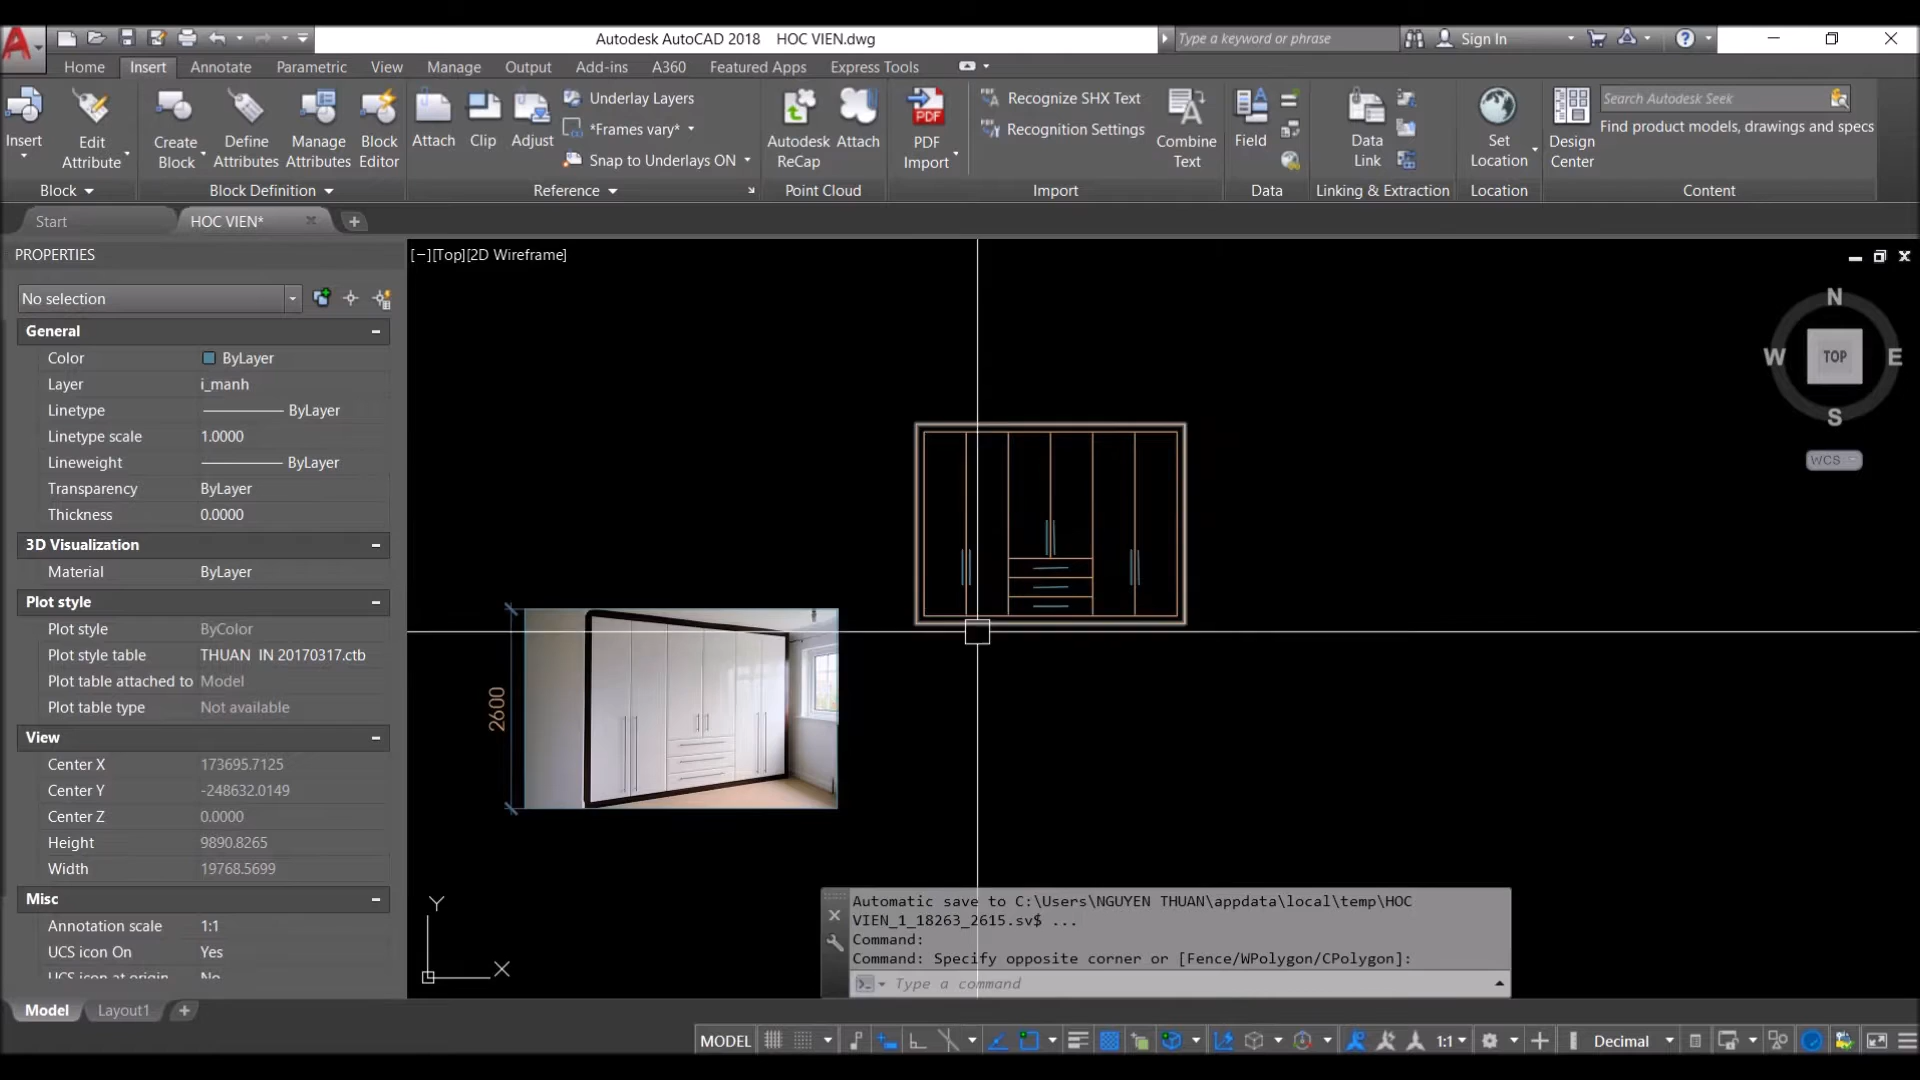 Autodesk AutoCAD 2018 HOC VIEN.dwg
Type a keyword or phrase
Sign In
Home Insert Annotate Parametric View Manage Output Add-ins A360 Featured Apps Express Tools
Insert
Edit Attribute
Create Block
Define Attributes
Manage Attributes
Block Editor
Attach
Clip
Adjust
Underlay Layers
*Frames vary*
Snap to Underlays ON
Autodesk ReCap
Attach
PDF Import
Recognize SHX Text
Recognition Settings
Combine Text
Field
Data Link
Set Location
Design Center
Search Autodesk Seek
Find product models, drawings and specs
Block Block Definition Reference Point Cloud Import Data Linking & Extraction Location Content
Start HOC VIEN*
PROPERTIES
No selection
General
Color ByLayer
Layer i_manh
Linetype ByLayer
Linetype scale 1.0000
Lineweight ByLayer
Transparency ByLayer
Thickness 0.0000
3D Visualization
Material ByLayer
Plot style
Plot style ByColor
Plot style table THUAN IN 20170317.ctb
Plot table attached to Model
Plot table type Not available
View
Center X 173695.7125
Center Y -248632.0149
Center Z 0.0000
Height 9890.8265
Width 19768.5699
Misc
Annotation scale 1:1
UCS icon On Yes
UCS icon at origin No
[−][Top][2D Wireframe]
N
W TOP E
S
WCS
2600
Y
X
Automatic save to C:\Users\NGUYEN THUAN\appdata\local\temp\HOC
VIEN_1_18263_2615.sv$ ...
Command:
Command: Specify opposite corner or [Fence/WPolygon/CPolygon]:
Type a command
Model Layout1
MODEL 1:1 Decimal